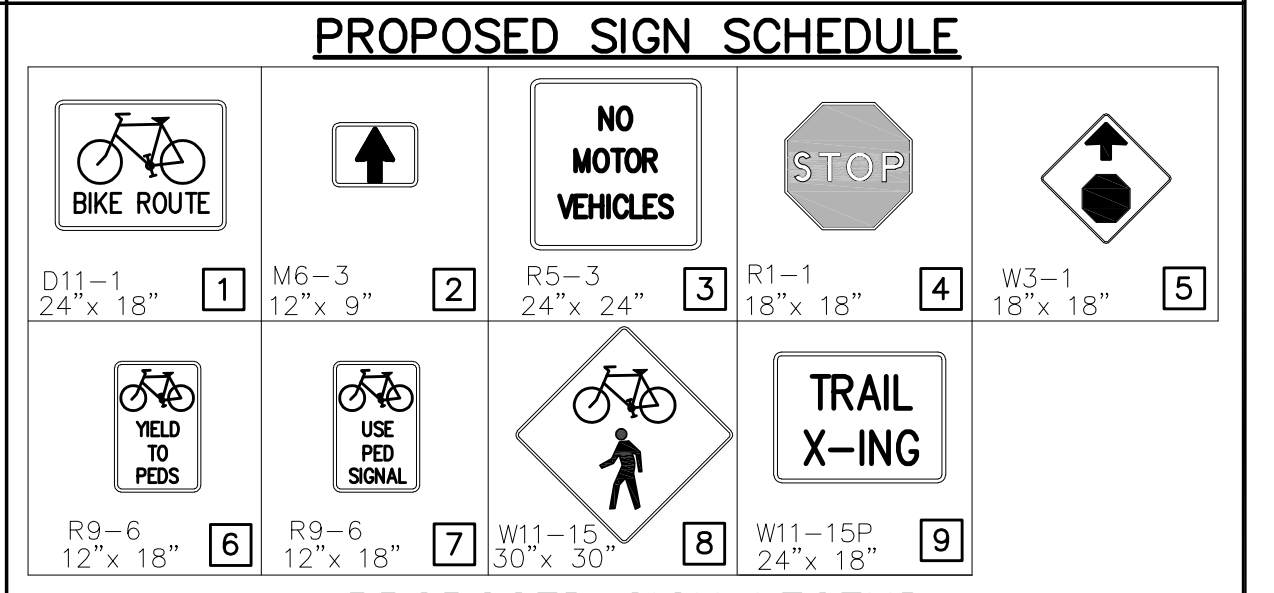 PROPOSED SIGN SCHEDULE
BIKE ROUTE
D11-1
24"x 18"
1
M6-3
12"x 9"
2
NO
MOTOR
VEHICLES
R5-3
24"x 24"
3
STOP
R1-1
18"x 18"
4
W3-1
18"x 18"
5
YIELD
TO
PEDS
R9-6
12"x 18"
6
USE
PED
SIGNAL
R9-6
12"x 18"
7
W11-15
30"x 30"
8
TRAIL
X-ING
W11-15P
24"x 18"
9